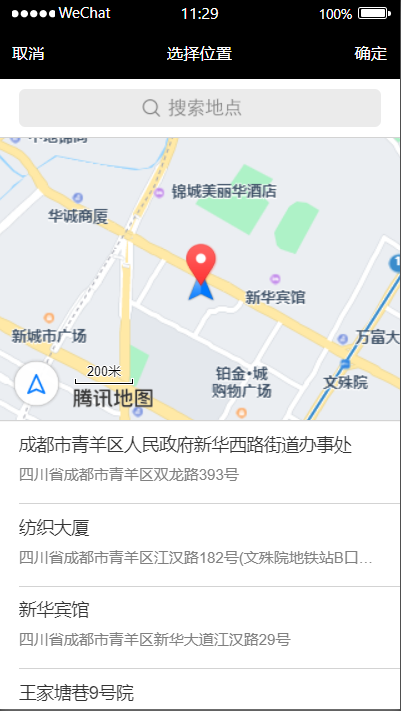 WeChat 11:29 100%
取消 选择位置 确定
搜索地点
锦城美丽华酒店
华诚商厦
新华宾馆
新城市广场
万富大
200米
铂金·城
购物广场
文殊院
腾讯地图
成都市青羊区人民政府新华西路街道办事处
四川省成都市青羊区双龙路393号
纺织大厦
四川省成都市青羊区江汉路182号(文殊院地铁站B口...
新华宾馆
四川省成都市青羊区新华大道江汉路29号
王家塘巷9号院